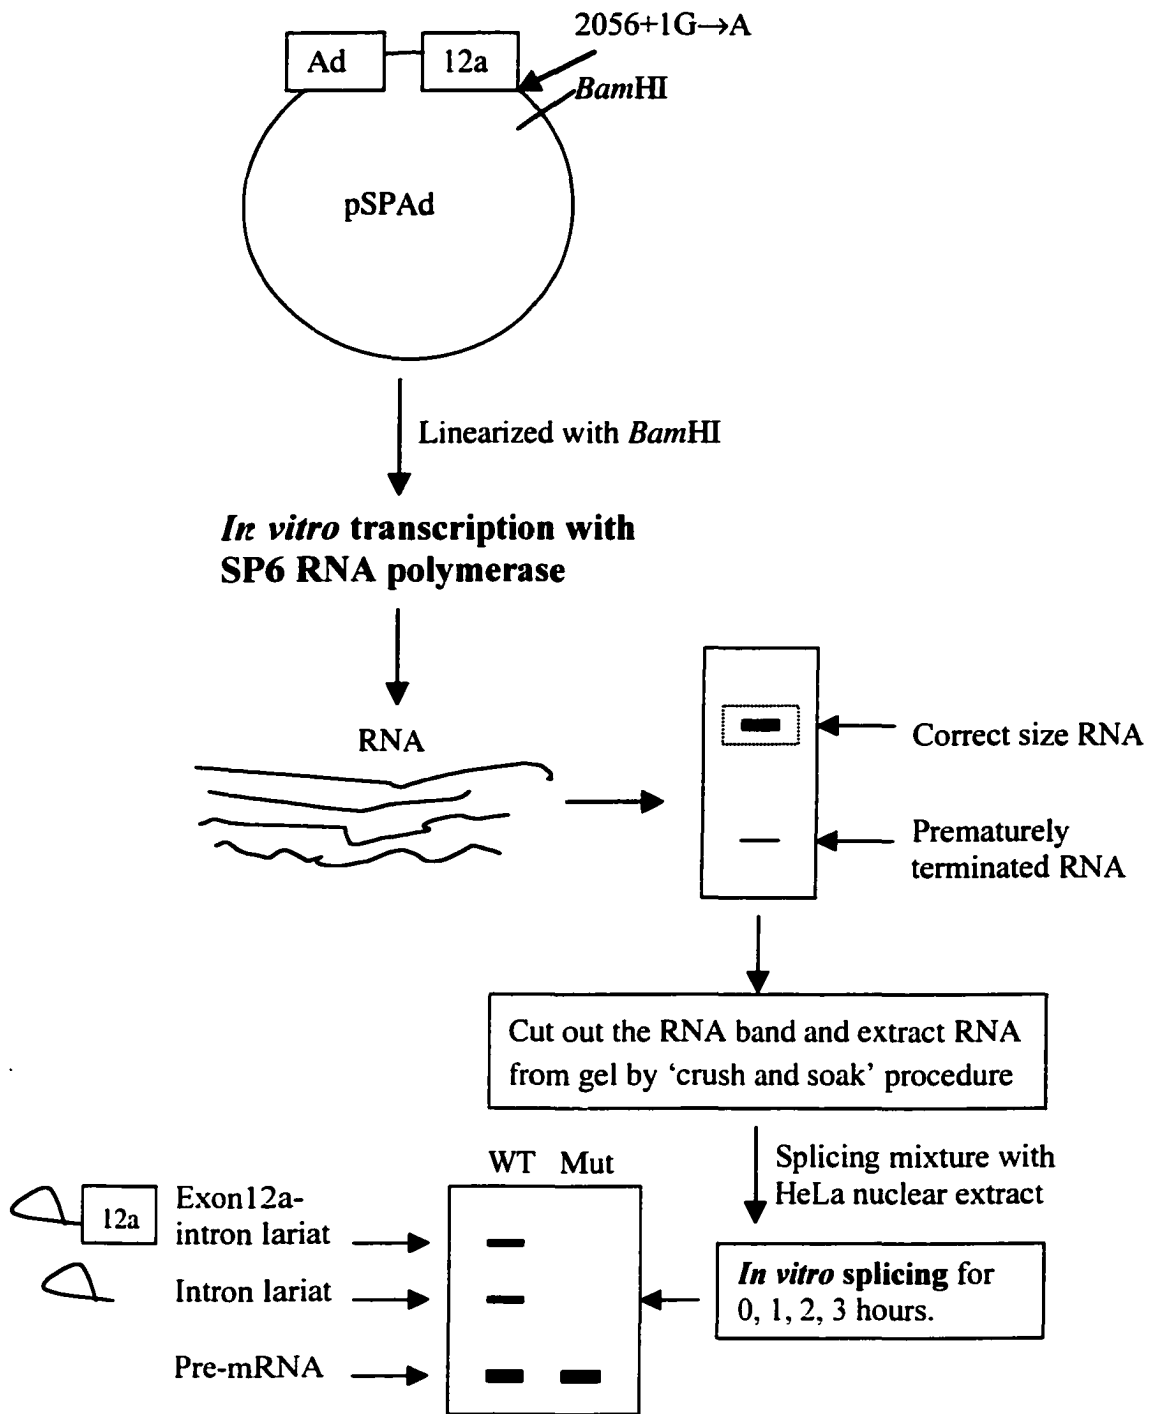 2056+1G→A
Ad
12a
BamHI
pSPAd
Linearized with BamHI
In vitro transcription with
SP6 RNA polymerase
RNA
Correct size RNA
Prematurely
terminated RNA
Cut out the RNA band and extract RNA
from gel by ‘crush and soak’ procedure
Splicing mixture with
HeLa nuclear extract
In vitro splicing for
0, 1, 2, 3 hours.
WT Mut
12a
Exon12a-
intron lariat
Intron lariat
Pre-mRNA